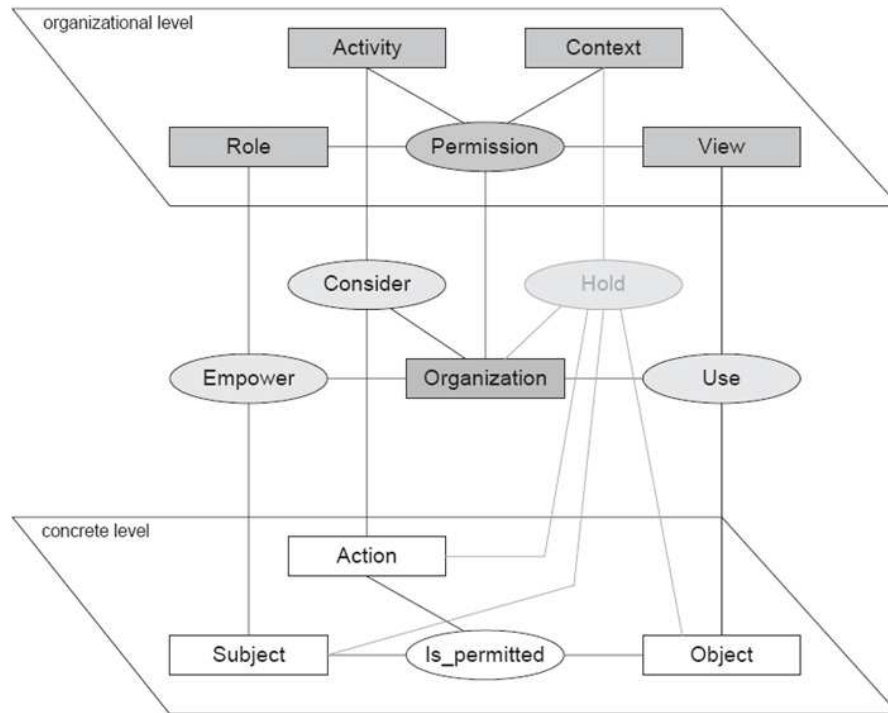 organizational level
Activity
Context
Role
Permission
View
Consider
Hold
Empower
Organization
Use
concrete level
Action
Subject
Is_permitted
Object